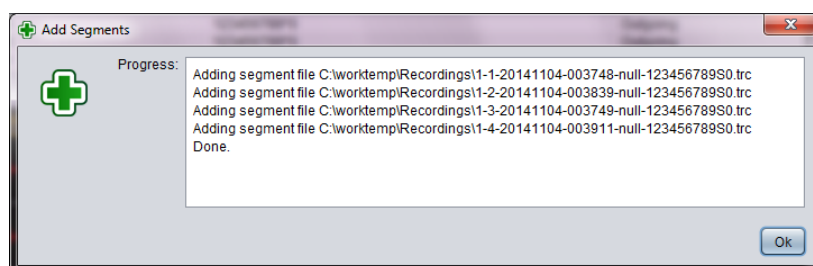 Add Segments
Progress:
Adding segment file C:\worktemp\Recordings\1-1-20141104-003748-null-123456789S0.trc
Adding segment file C:\worktemp\Recordings\1-2-20141104-003839-null-123456789S0.trc
Adding segment file C:\worktemp\Recordings\1-3-20141104-003749-null-123456789S0.trc
Adding segment file C:\worktemp\Recordings\1-4-20141104-003911-null-123456789S0.trc
Done.
Ok